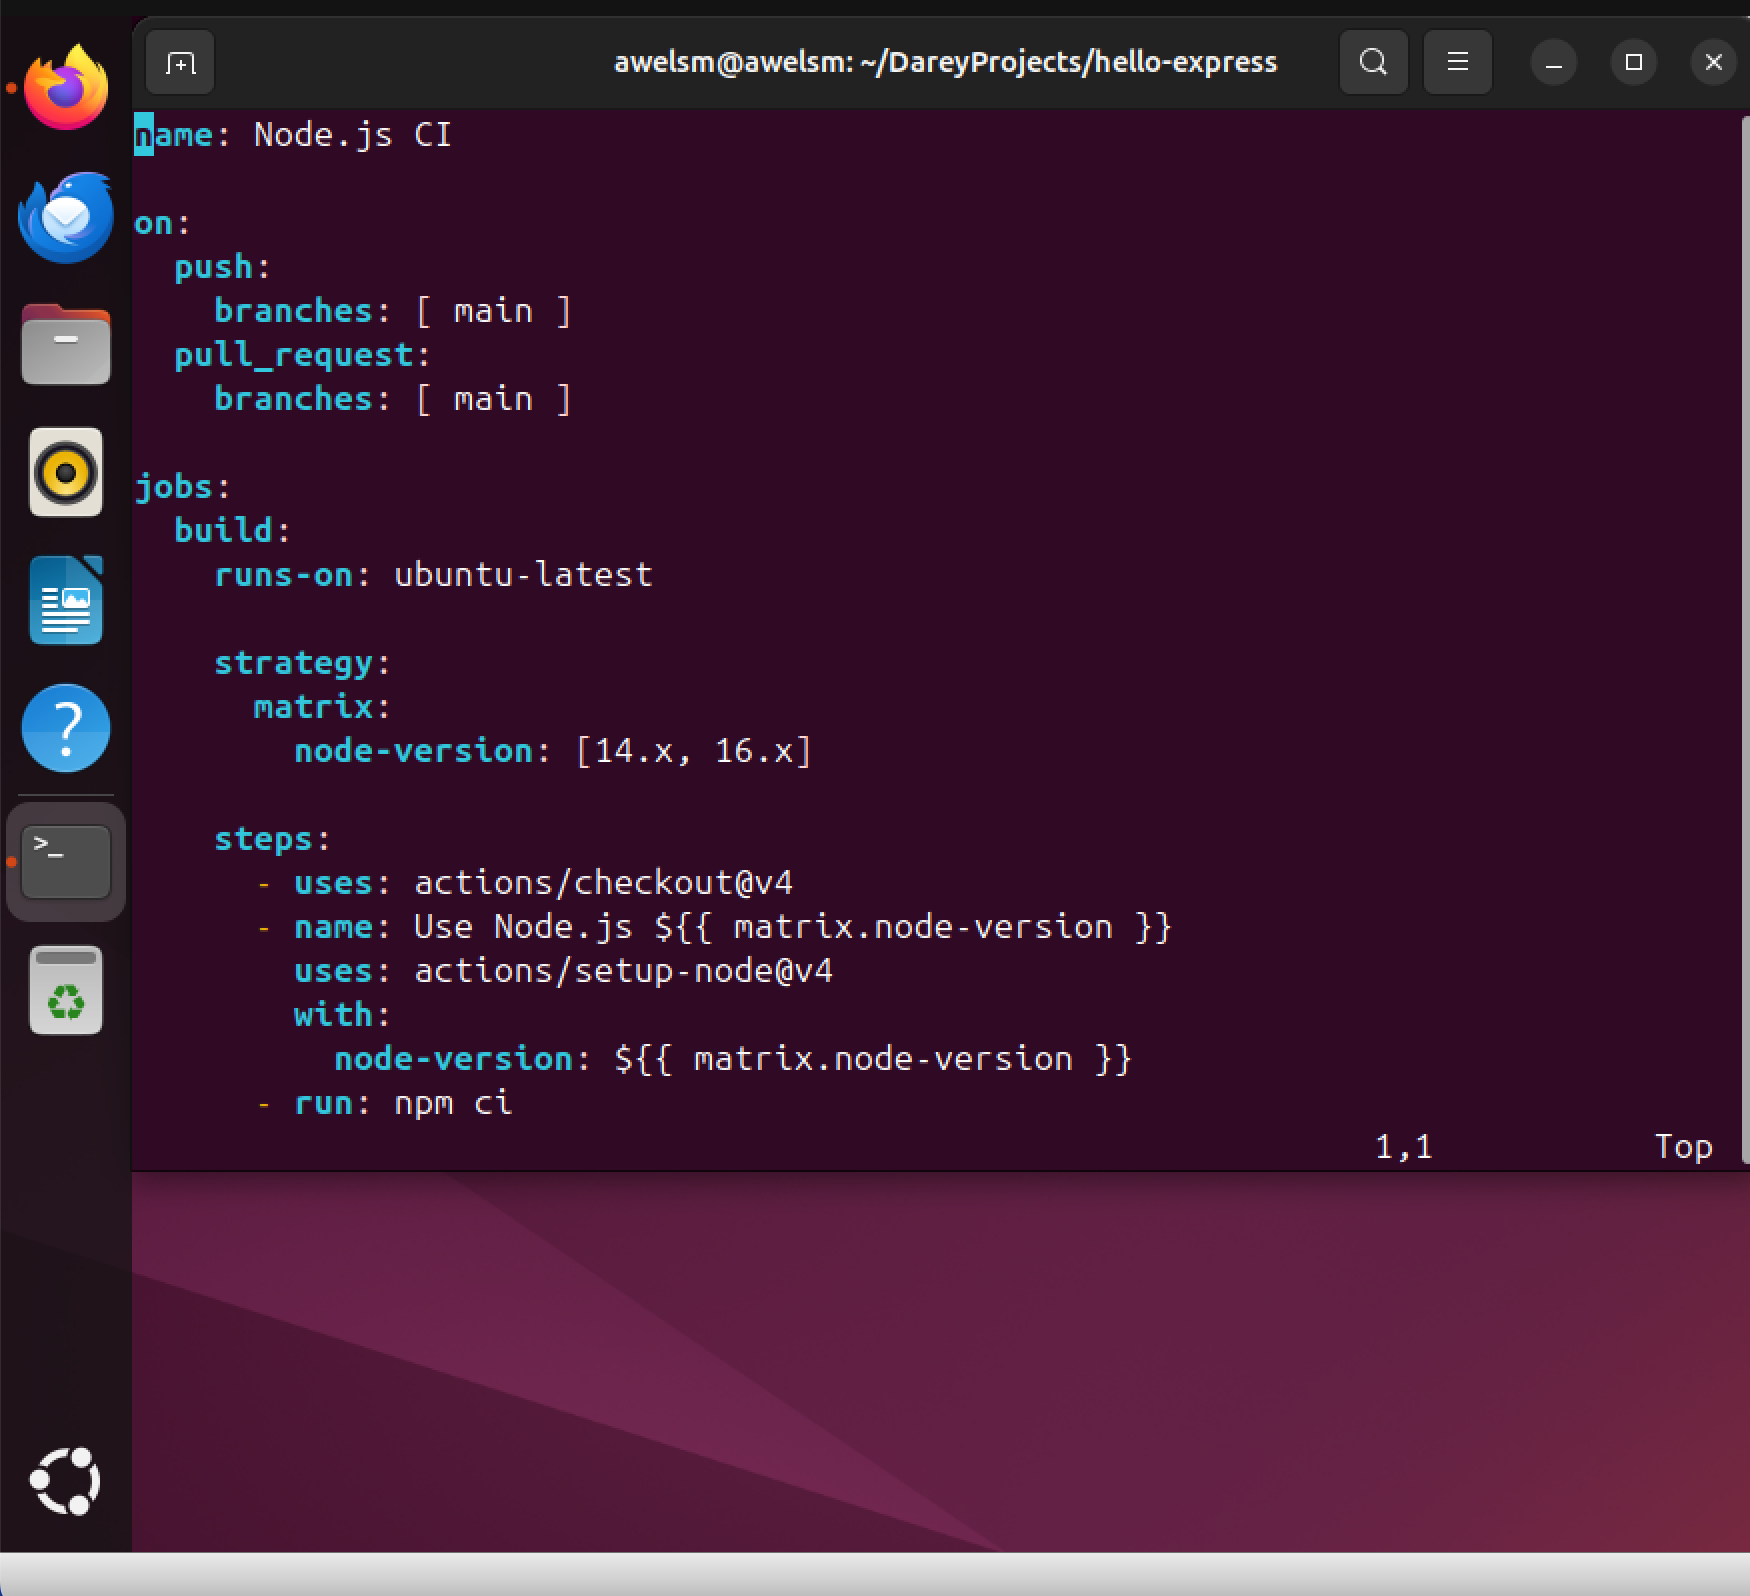 awelsm@awelsm: ~/DareyProjects/hello-express
name: Node.js CI
on:
  push:
    branches: [ main ]
  pull_request:
    branches: [ main ]
jobs:
  build:
    runs-on: ubuntu-latest
    strategy:
      matrix:
        node-version: [14.x, 16.x]
    steps:
      - uses: actions/checkout@v4
      - name: Use Node.js ${{ matrix.node-version }}
        uses: actions/setup-node@v4
        with:
          node-version: ${{ matrix.node-version }}
      - run: npm ci
1,1 Top